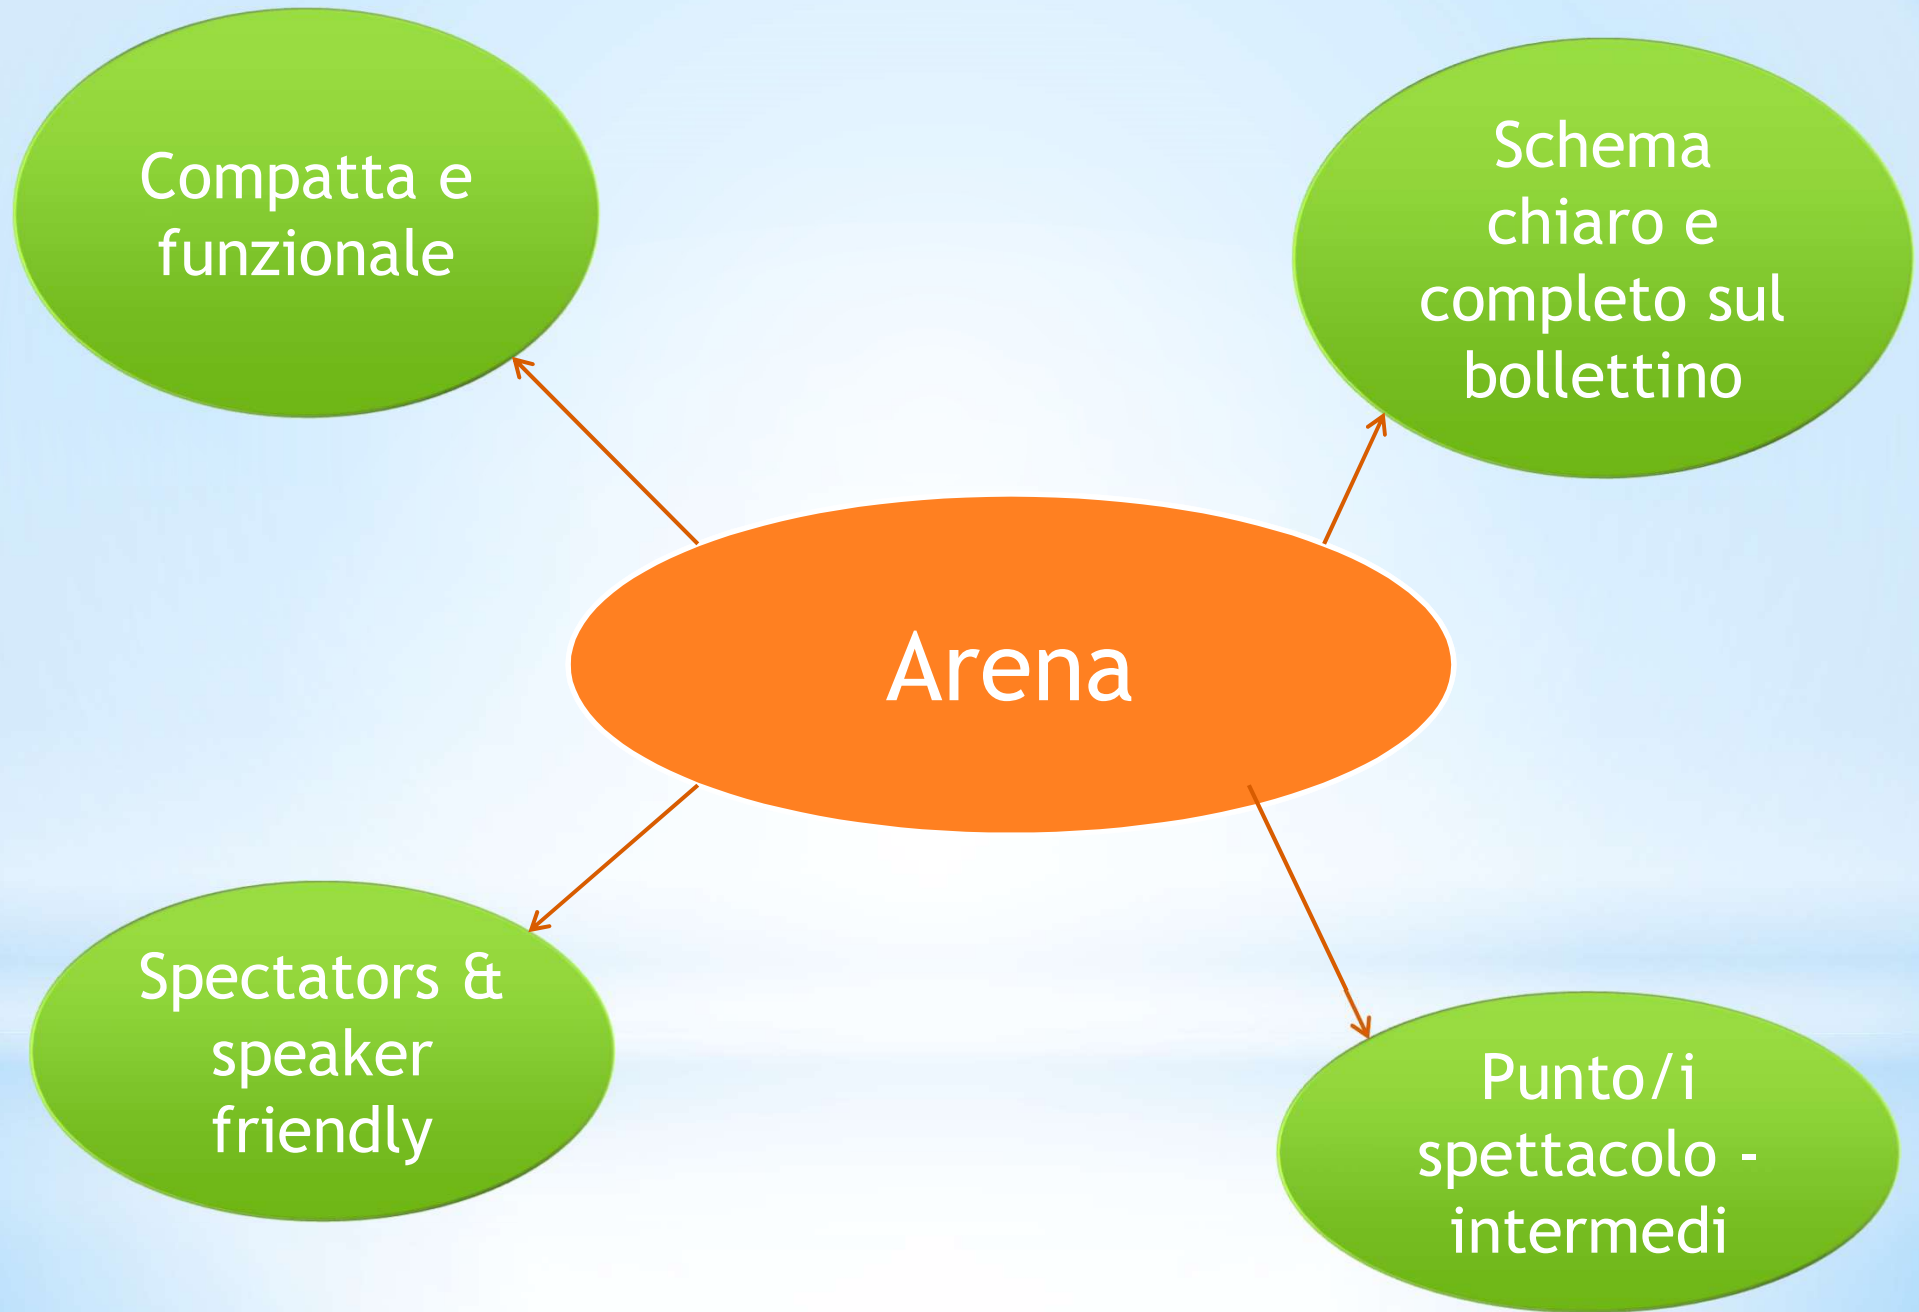 Compatta e
funzionale
Schema
chiaro e
completo sul
bollettino
Arena
Spectators &
speaker
friendly
Punto/i
spettacolo -
intermedi